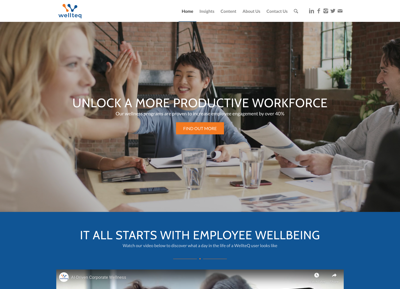 wellteq
Home Insights Content About Us Contact Us
UNLOCK A MORE PRODUCTIVE WORKFORCE
Our wellness programs are proven to increase employee engagement by over 40%
FIND OUT MORE
IT ALL STARTS WITH EMPLOYEE WELLBEING
Watch our video below to discover what a day in the life of a WellteQ user looks like